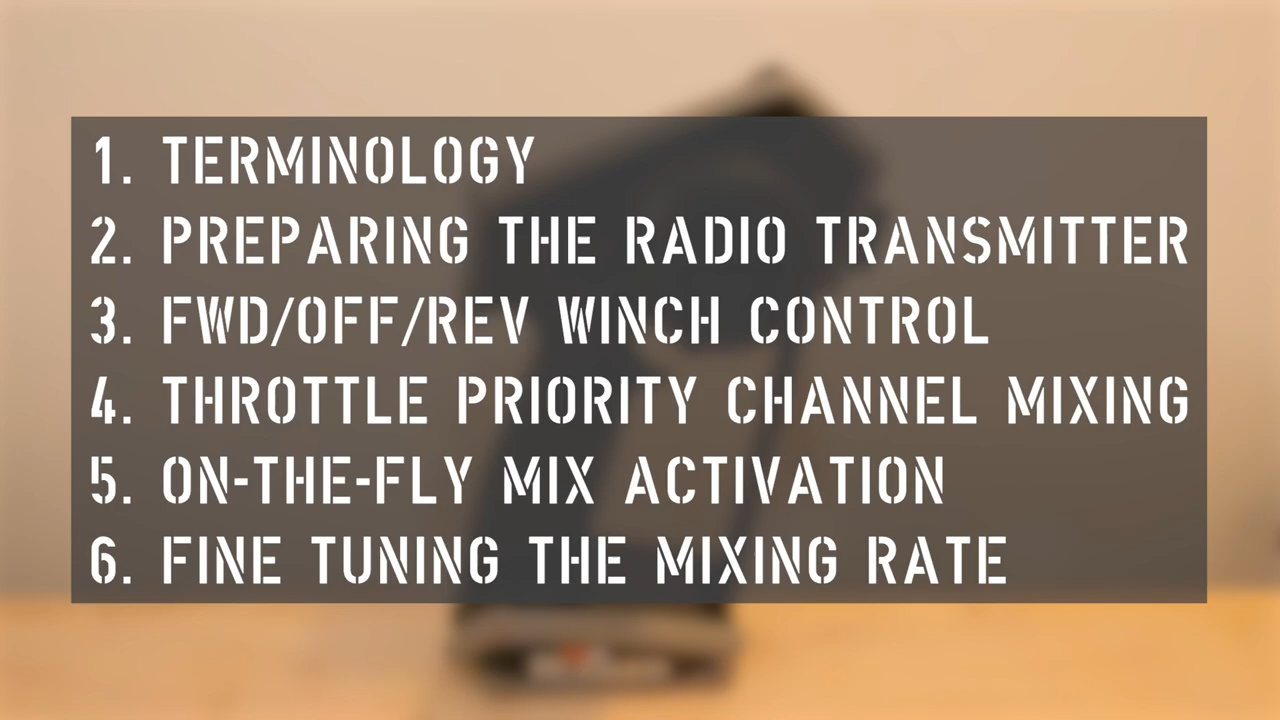 1. TERMINOLOGY
2. PREPARING THE RADIO TRANSMITTER
3. FWD/OFF/REV WINCH CONTROL
4. THROTTLE PRIORITY CHANNEL MIXING
5. ON-THE-FLY MIX ACTIVATION
6. FINE TUNING THE MIXING RATE